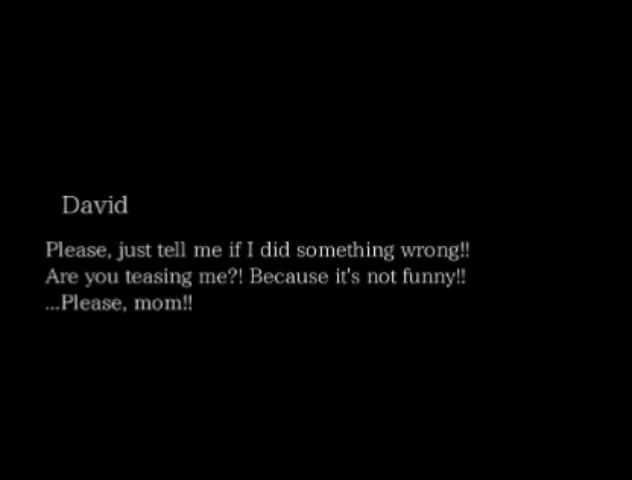 David
Please, just tell me if I did something wrong!!
Are you teasing me?! Because it's not funny!!
...Please, mom!!